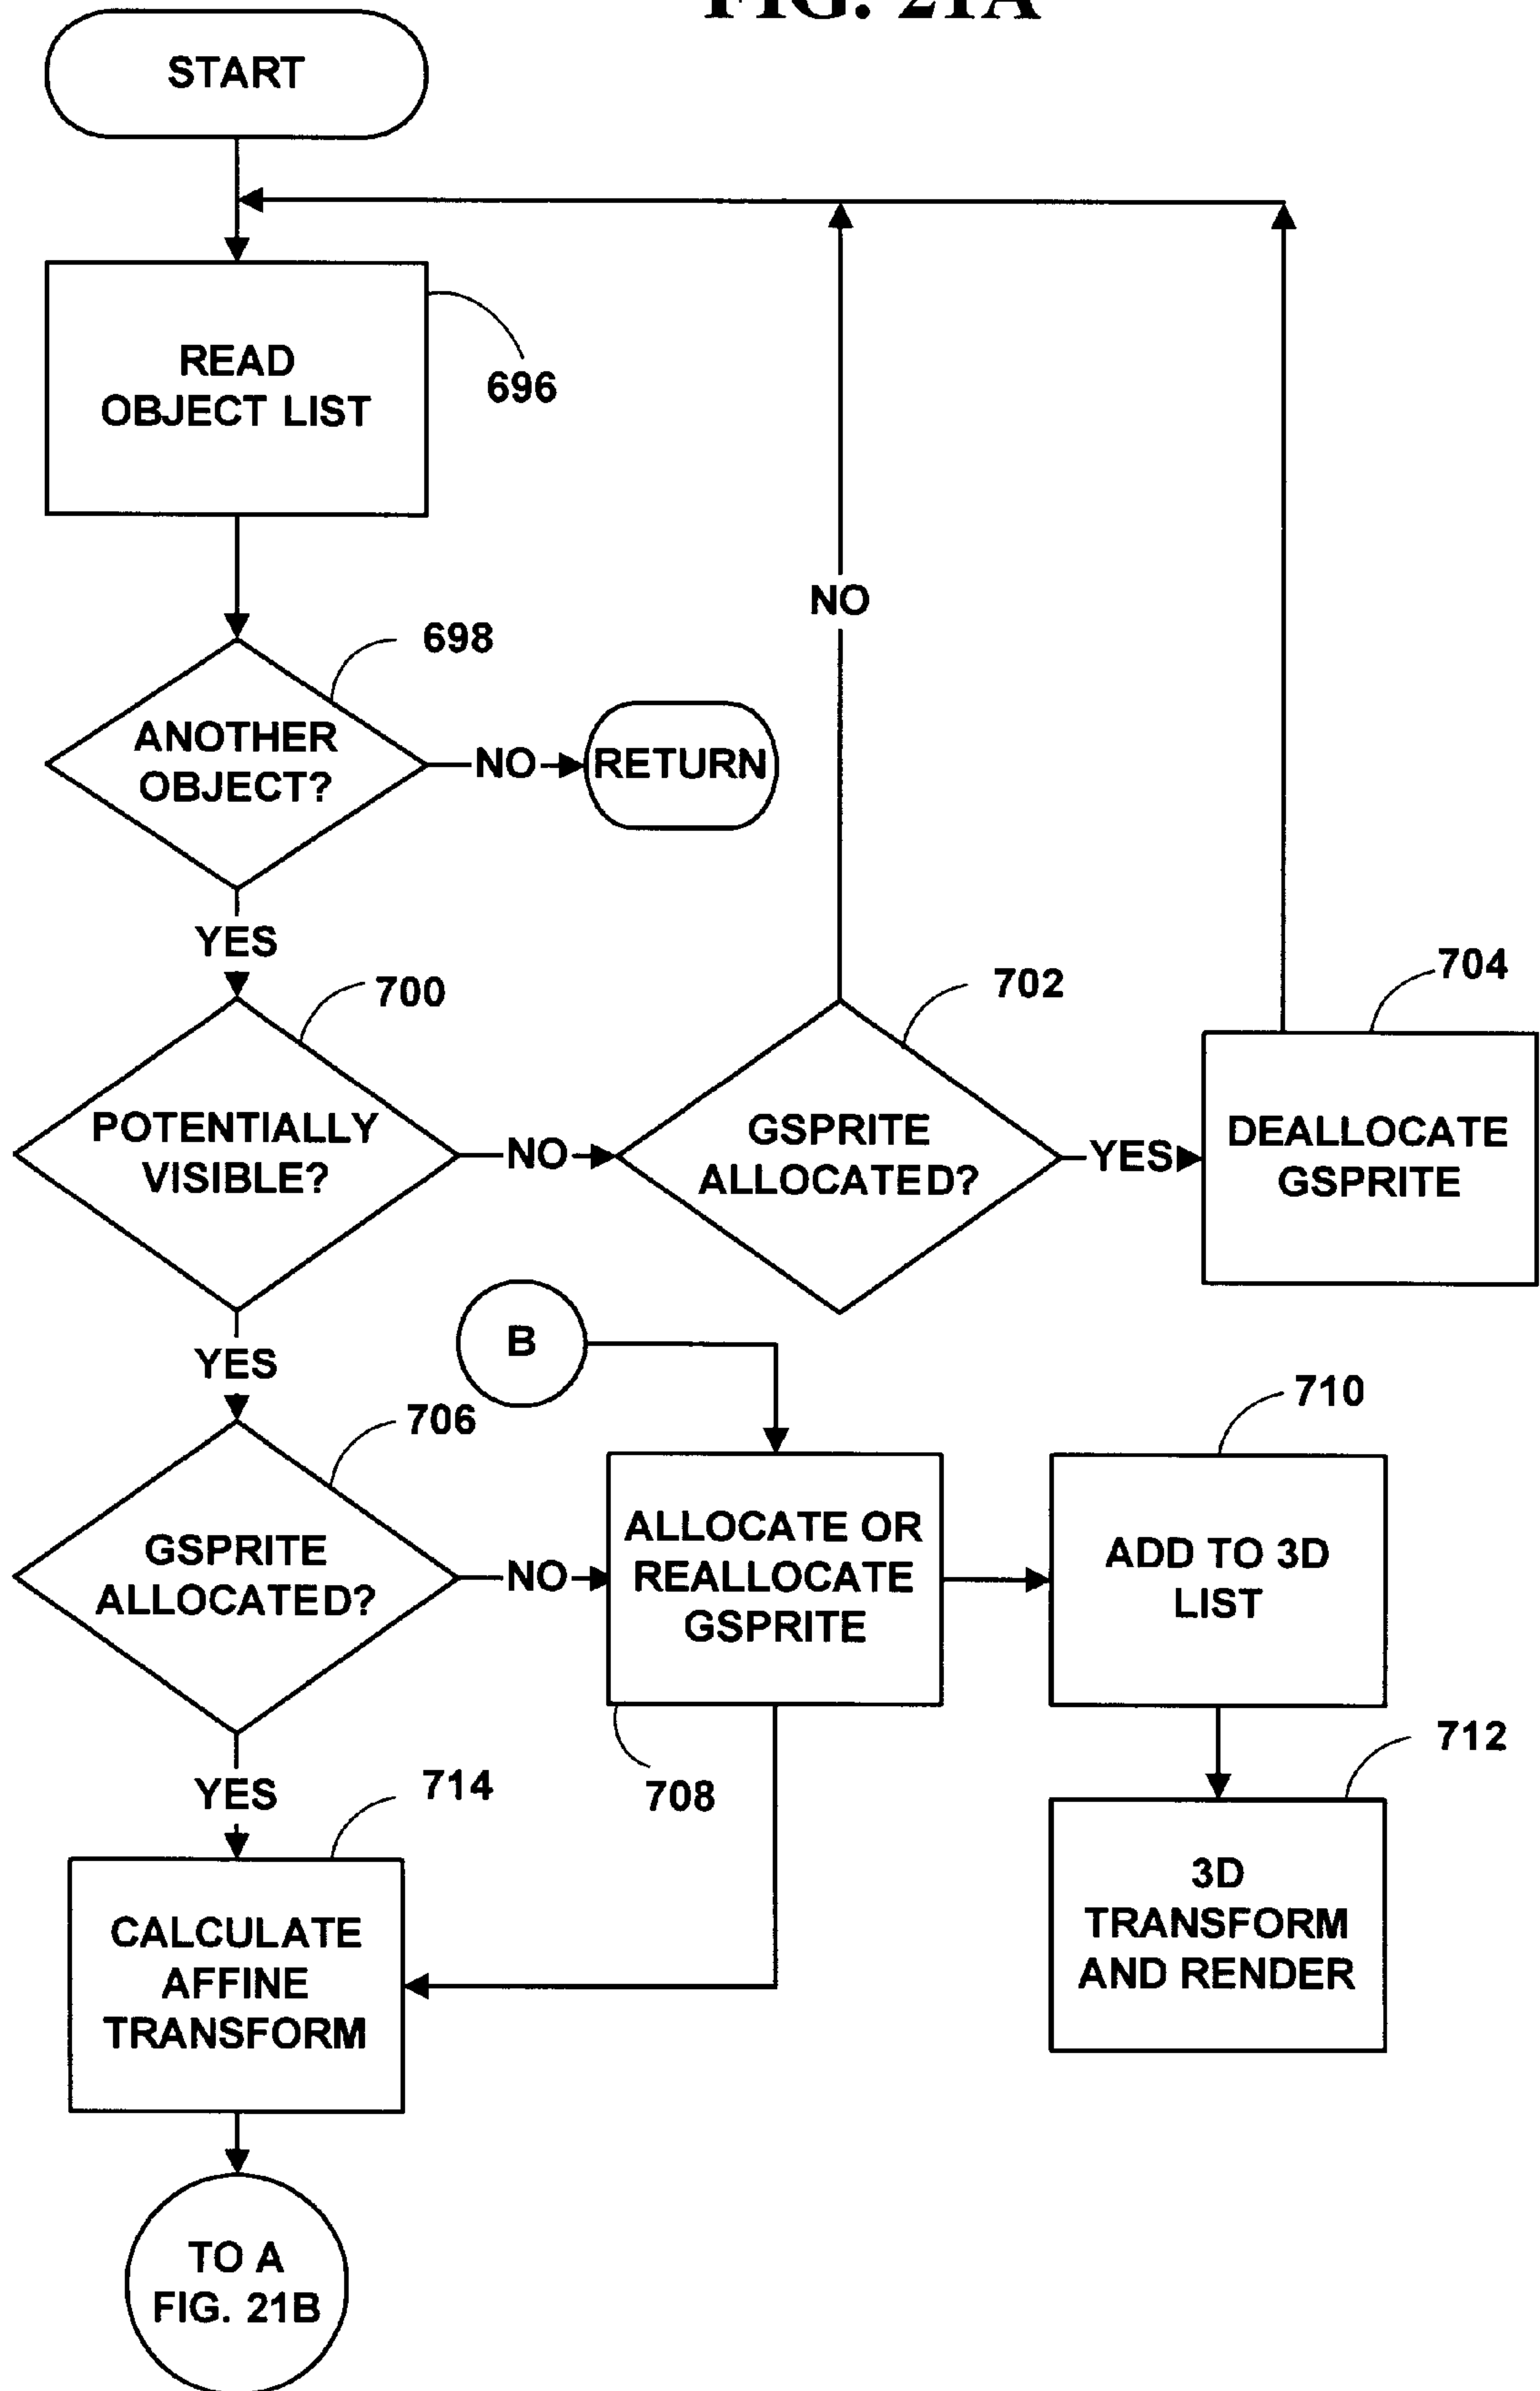 FIG. 21A
START
READ
OBJECT LIST
696
NO
698
ANOTHER
OBJECT?
NO
RETURN
YES
700
702
704
POTENTIALLY
VISIBLE?
NO
GSPRITE
ALLOCATED?
YES
DEALLOCATE
GSPRITE
YES
B
706
710
GSPRITE
ALLOCATED?
NO
ALLOCATE OR
REALLOCATE
GSPRITE
ADD TO 3D
LIST
YES
714
708
712
CALCULATE
AFFINE
TRANSFORM
3D
TRANSFORM
AND RENDER
TO A
FIG. 21B